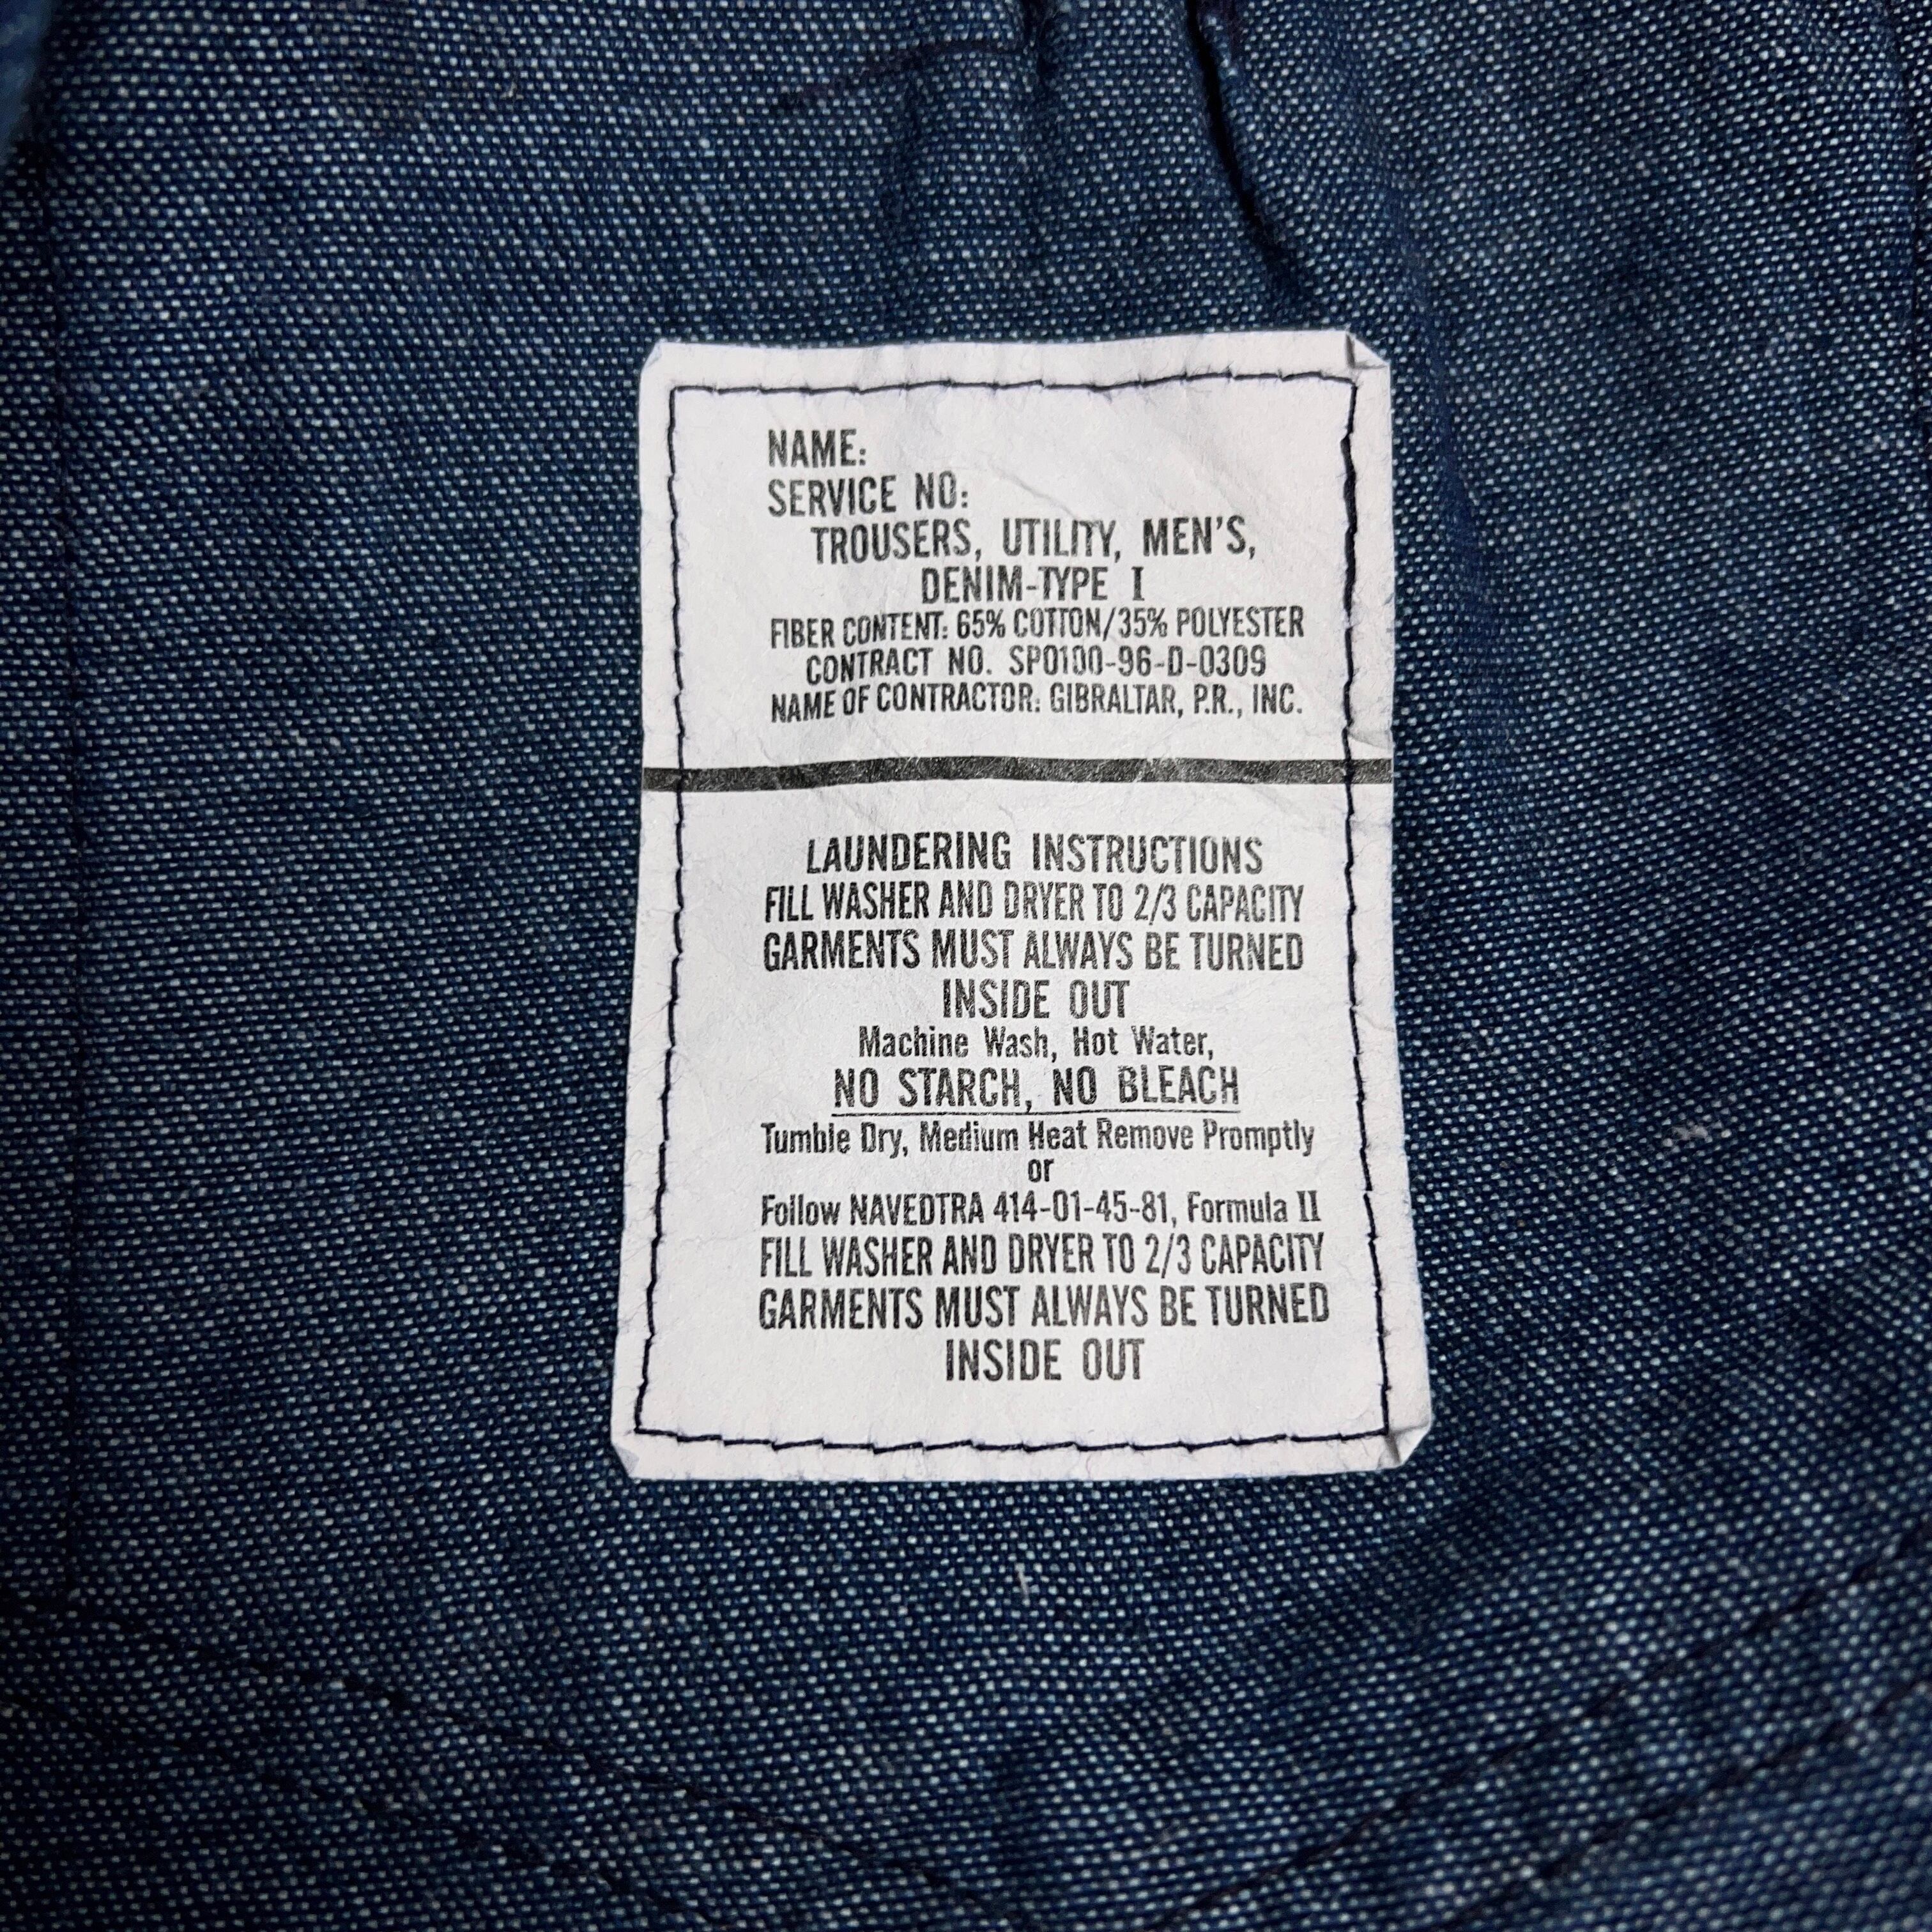 NAME:
SERVICE NO:
TROUSERS, UTILITY, MEN'S,
DENIM-TYPE I
FIBER CONTENT: 65% COTTON/35% POLYESTER
CONTRACT NO. SPO100-96-D-0309
NAME OF CONTRACTOR: GIBRALTAR, P.R., INC.
LAUNDERING INSTRUCTIONS
FILL WASHER AND DRYER TO 2/3 CAPACITY
GARMENTS MUST ALWAYS BE TURNED
INSIDE OUT
Machine Wash, Hot Water,
NO STARCH, NO BLEACH
Tumble Dry, Medium Heat Remove Promptly
or
Follow NAVEDTRA 414-01-45-81, Formula II
FILL WASHER AND DRYER TO 2/3 CAPACITY
GARMENTS MUST ALWAYS BE TURNED
INSIDE OUT